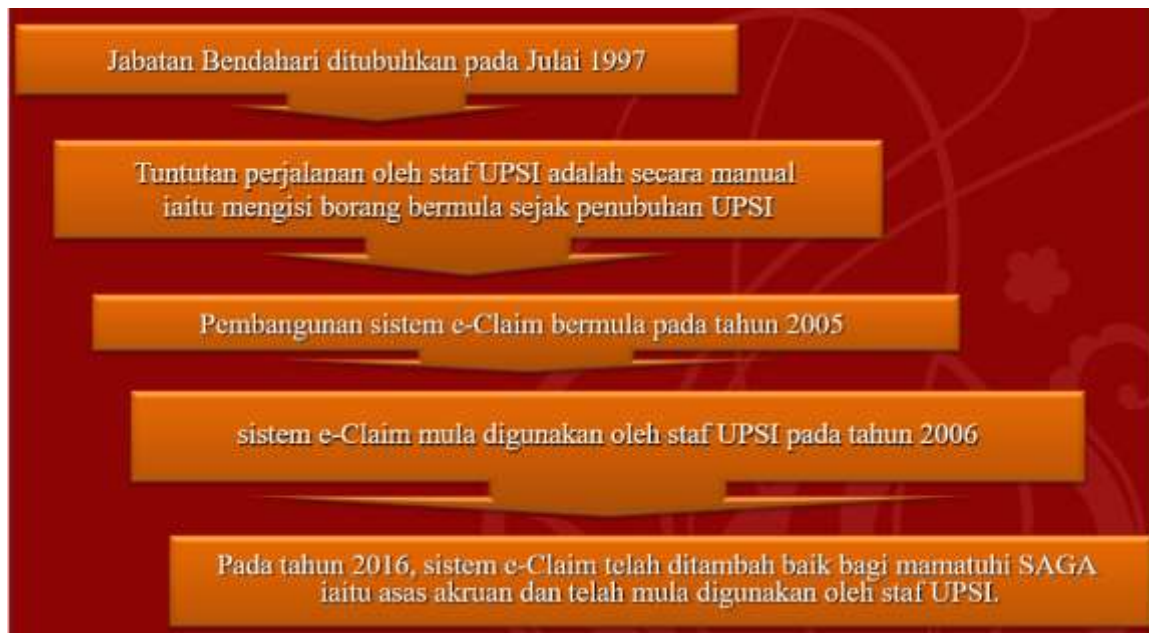 Jabatan Bendahari ditubuhkan pada Julai 1997
Tuntutan perjalanan oleh staf UPSI adalah secara manual
iaitu mengisi borang bermula sejak penubuhan UPSI
Pembangunan sistem e-Claim bermula pada tahun 2005
sistem e-Claim mula digunakan oleh staf UPSI pada tahun 2006
Pada tahun 2016, sistem e-Claim telah ditambah baik bagi mamatuhi SAGA
iaitu asas akruan dan telah mula digunakan oleh staf UPSI.